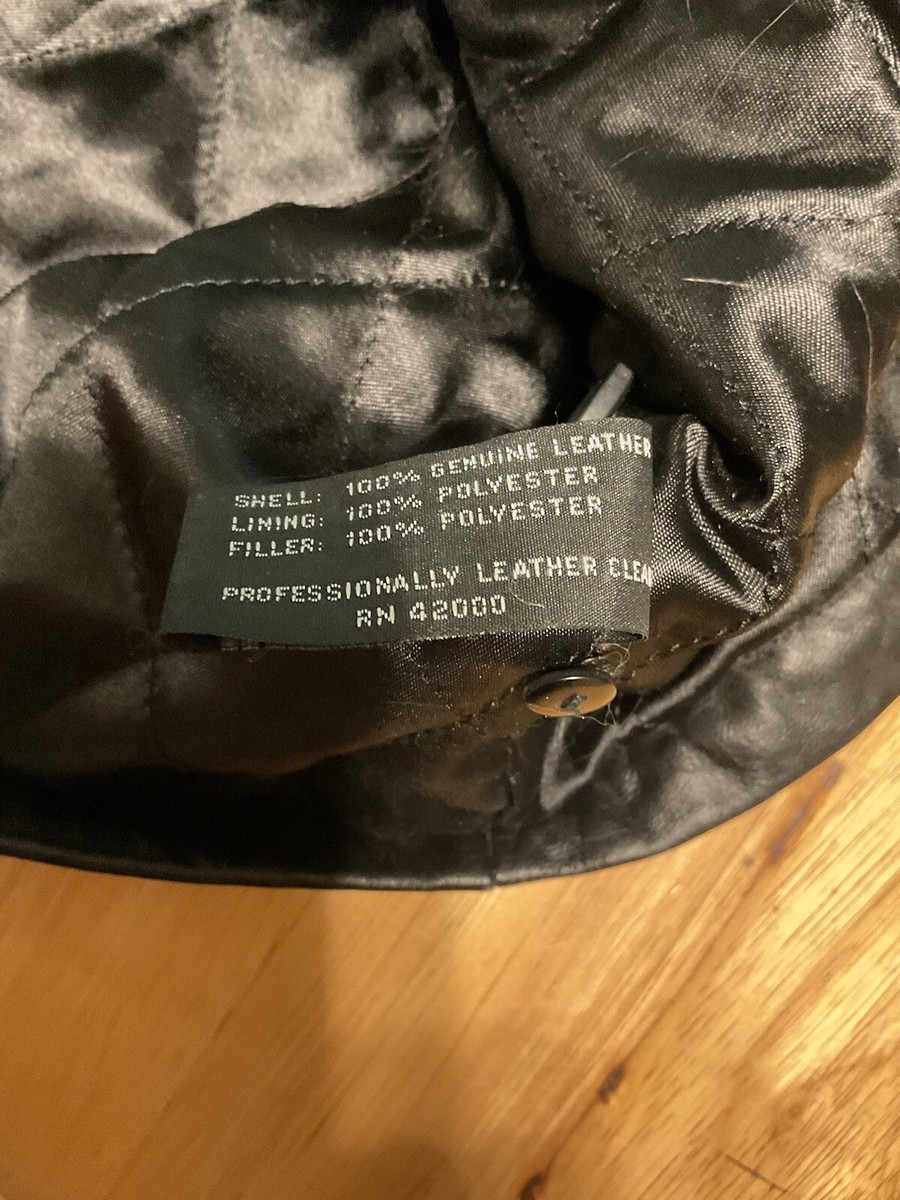 SHELL: 100% GENUINE LEATHER
LINING: 100% POLYESTER
FILLER: 100% POLYESTER
PROFESSIONALLY LEATHER CLEA
RN 42000